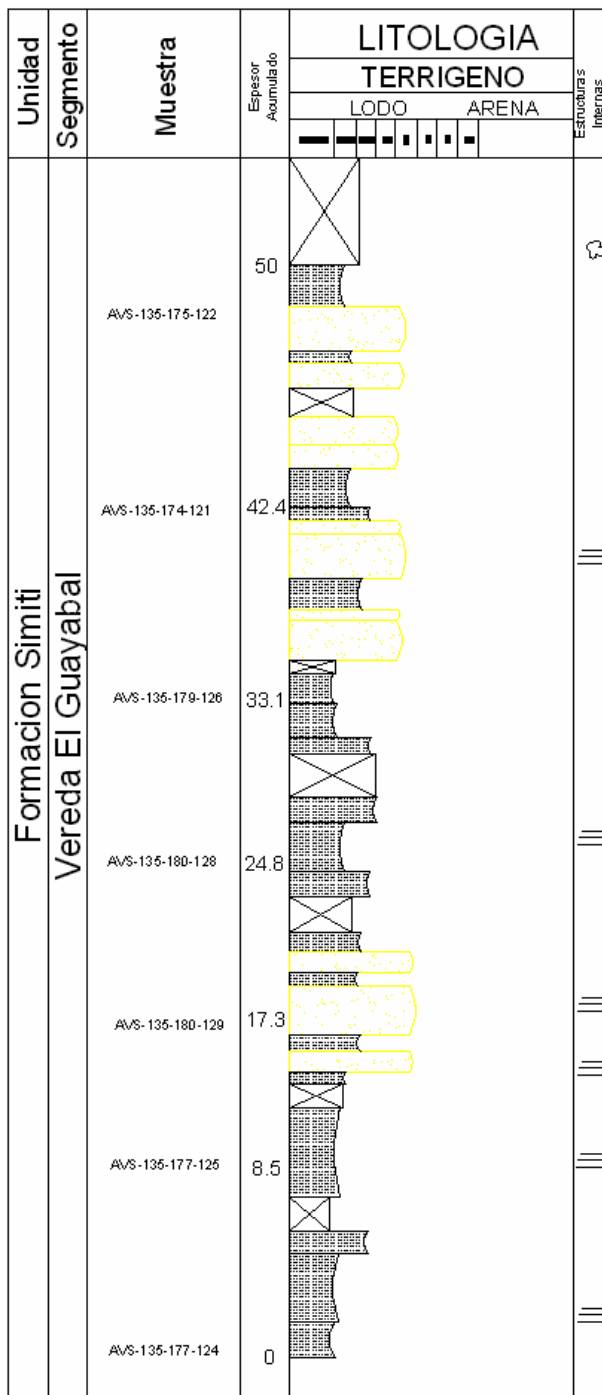 Unidad
Segmento
Muestra
Espesor
Acumulado
LITOLOGIA
TERRIGENO
LODO ARENA
Estructuras
Internas
Formacion Simiti
Vereda El Guayabal
50
AVS-135-175-122
AVS-135-174-121
42.4
AVS-135-179-126
33.1
AVS-135-180-128
24.8
AVS-135-180-129
17.3
AVS-135-177-125
8.5
AVS-135-177-124
0